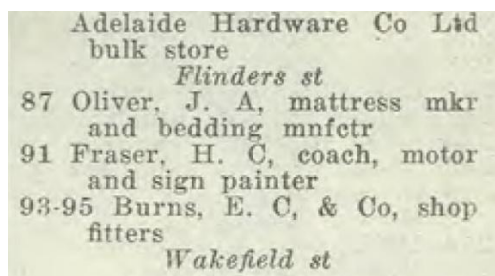 Adelaide Hardware Co Ltd
bulk store
Flinders st
87 Oliver, J. A, mattress mkr
and bedding mnfctr
91 Fraser, H. C, coach, motor
and sign painter
93-95 Burns, E. C, & Co, shop
fitters
Wakefield st